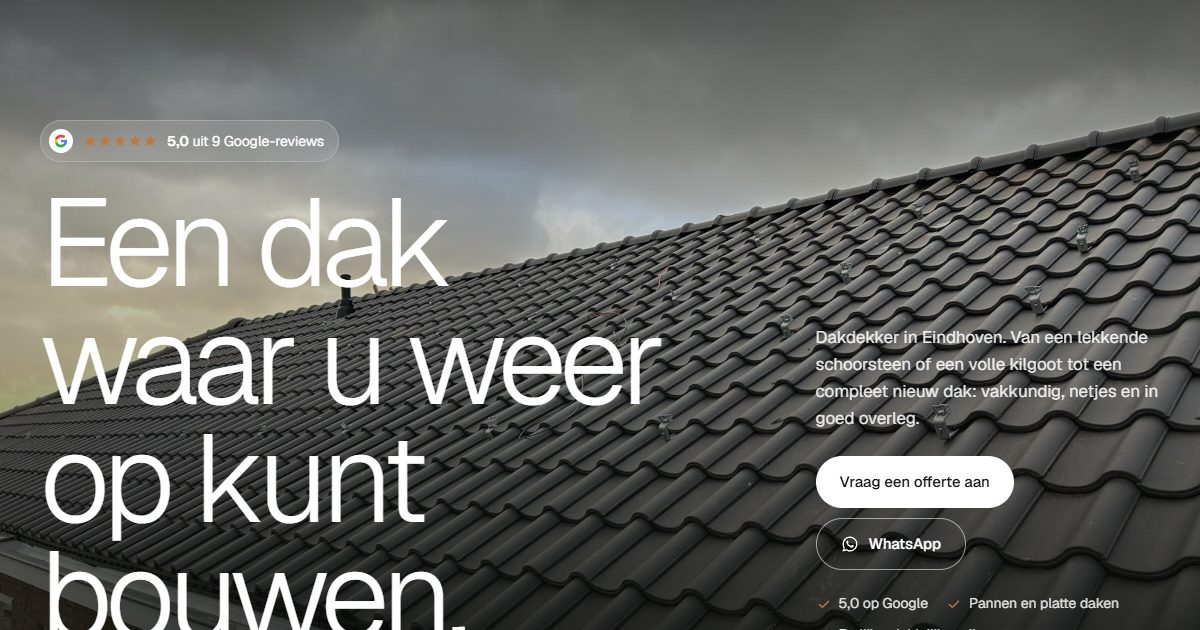 5,0 uit 9 Google-reviews
Een dak
waar u weer
op kunt
bouwen.
Dakdekker in Eindhoven. Van een lekkende
schoorsteen of een volle kilgoot tot een
compleet nieuw dak: vakkundig, netjes en in
goed overleg.
Vraag een offerte aan
WhatsApp
5,0 op Google
Pannen en platte daken